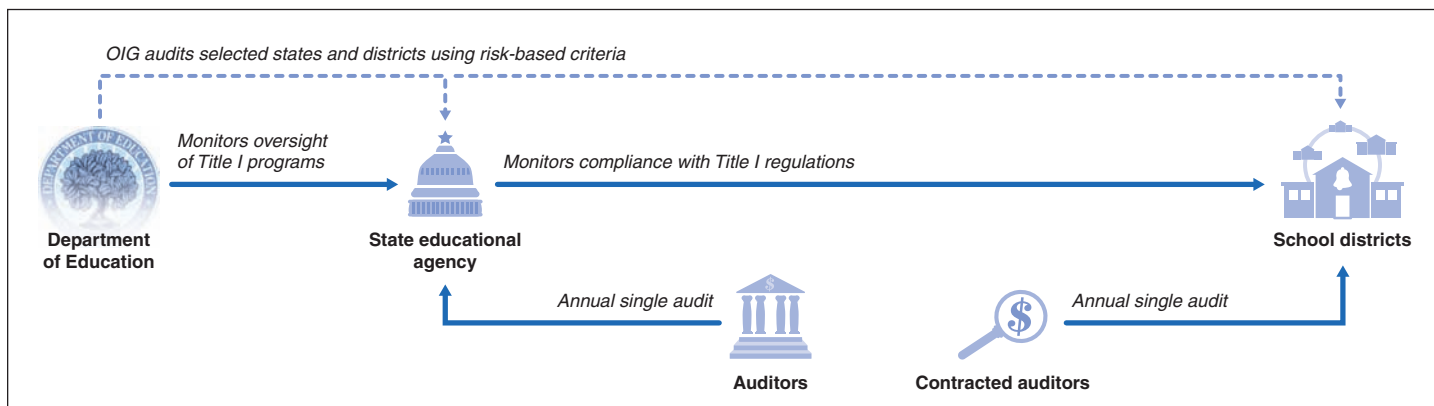 OIG audits selected states and districts using risk-based criteria
DEPARTMENT OF EDUCATION
Monitors oversight
of Title I programs
Monitors compliance with Title I regulations
Department
of Education
State educational
agency
School districts
Annual single audit
Annual single audit
$
$
Auditors
Contracted auditors